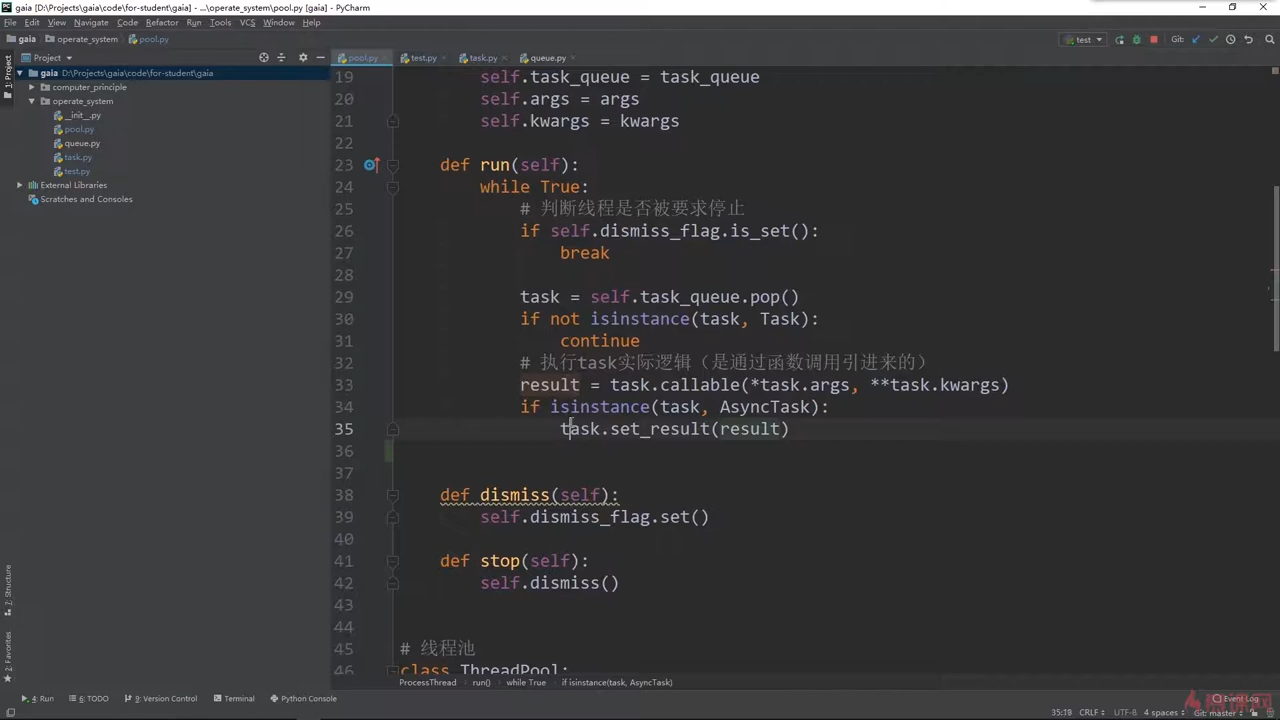 gaia [D:\Projects\gaia\code\for-student\gaia] - ...\operate_system\pool.py [gaia] - PyCharm
File Edit View Navigate Code Refactor Run Tools VCS Window Help
gaia operate_system pool.py
test
Git:
1: Project
Project
pool.py test.py task.py queue.py
gaia D:\Projects\gaia\code\for-student\gaia
computer_principle
operate_system
__init__.py
pool.py
queue.py
task.py
test.py
External Libraries
Scratches and Consoles
19 self.task_queue = task_queue
20 self.args = args
21 self.kwargs = kwargs
22
23 def run(self):
24 while True:
25 # 判断线程是否被要求停止
26 if self.dismiss_flag.is_set():
27 break
28
29 task = self.task_queue.pop()
30 if not isinstance(task, Task):
31 continue
32 # 执行task实际逻辑（是通过函数调用引进来的）
33 result = task.callable(*task.args, **task.kwargs)
34 if isinstance(task, AsyncTask):
35 task.set_result(result)
36
37
38 def dismiss(self):
39 self.dismiss_flag.set()
40
41 def stop(self):
42 self.dismiss()
43
44
45 # 线程池
46 class ThreadPool:
7: Structure
2: Favorites
ProcessThread run() while True if isinstance(task, AsyncTask)
4: Run 6: TODO 9: Version Control Terminal Python Console
Event Log
CRLF UTF-8 4 spaces Git: master